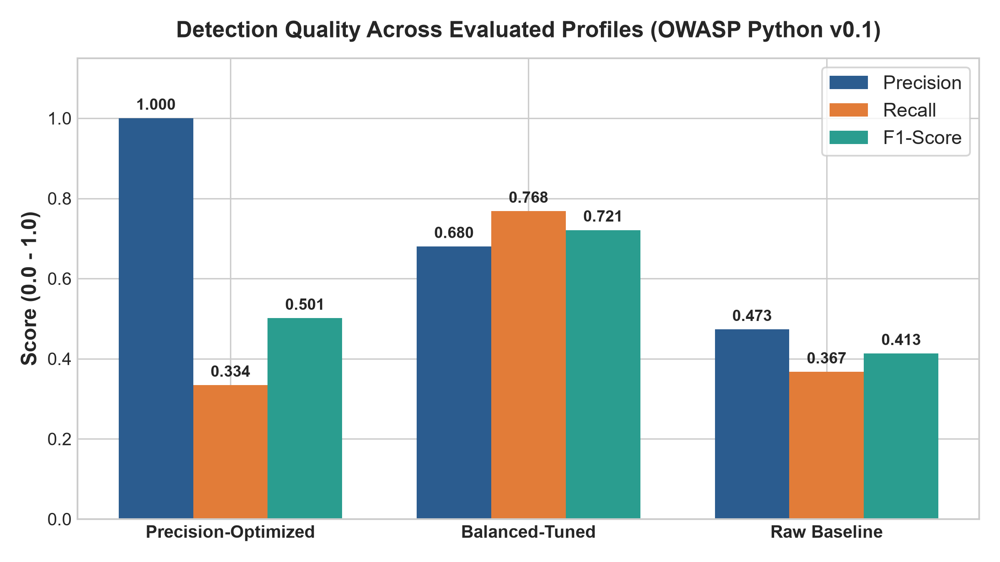 Detection Quality Across Evaluated Profiles (OWASP Python v0.1)
Score (0.0 - 1.0)
1.0
0.8
0.6
0.4
0.2
0.0
1.000
0.334
0.501
0.680
0.768
0.721
0.473
0.367
0.413
Precision
Recall
F1-Score
Precision-Optimized
Balanced-Tuned
Raw Baseline